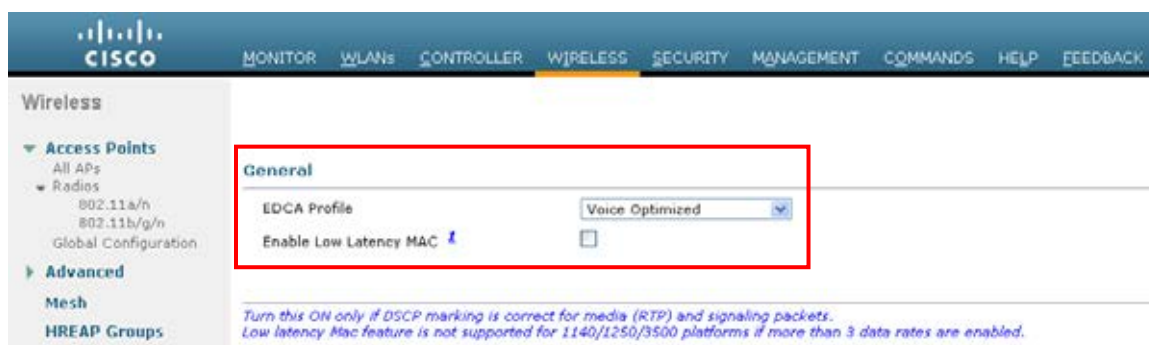 CISCO
MONITOR WLANs CONTROLLER WIRELESS SECURITY MANAGEMENT COMMANDS HELP FEEDBACK
Wireless
Access Points
All APs
Radios
802.11a/n
802.11b/g/n
Global Configuration
Advanced
Mesh
HREAP Groups
General
EDCA Profile Voice Optimized
Enable Low Latency MAC 1
Turn this ON only if DSCP marking is correct for media (RTP) and signaling packets.
Low latency Mac feature is not supported for 1140/1250/3500 platforms if more than 3 data rates are enabled.